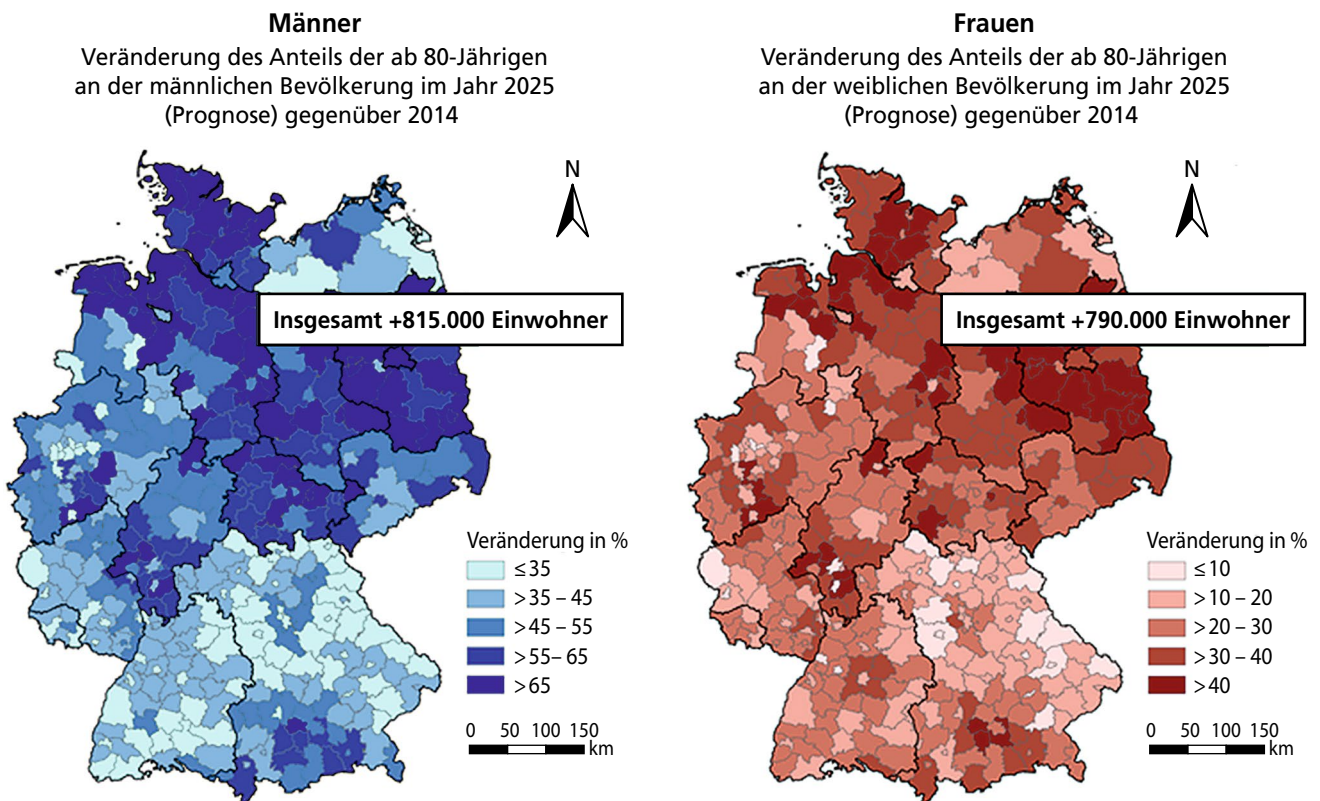 Männer
Veränderung des Anteils der ab 80-Jährigen
an der männlichen Bevölkerung im Jahr 2025
(Prognose) gegenüber 2014
N
Insgesamt +815.000 Einwohner
Veränderung in %
≤35
>35 – 45
>45 – 55
>55– 65
>65
0 50 100 150
km
Frauen
Veränderung des Anteils der ab 80-Jährigen
an der weiblichen Bevölkerung im Jahr 2025
(Prognose) gegenüber 2014
N
Insgesamt +790.000 Einwohner
Veränderung in %
≤10
>10 – 20
>20 – 30
>30 – 40
>40
0 50 100 150
km